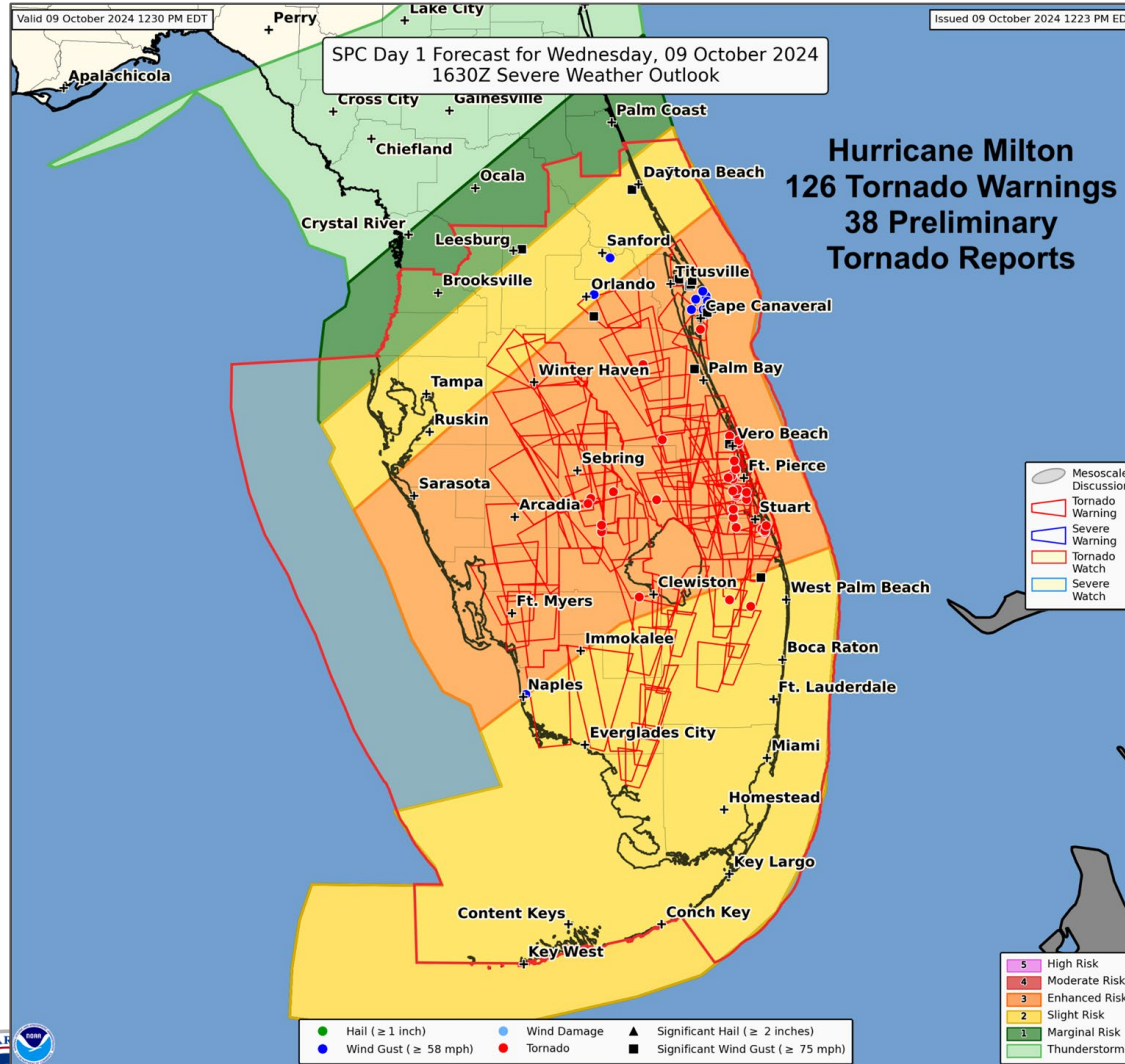 Valid 09 October 2024 1230 PM EDT
Issued 09 October 2024 1223 PM ED
SPC Day 1 Forecast for Wednesday, 09 October 2024
1630Z Severe Weather Outlook
Hurricane Milton
126 Tornado Warnings
38 Preliminary
Tornado Reports
Perry
Lake City
Apalachicola
Cross City
Gainesville
Palm Coast
Chiefland
Ocala
Daytona Beach
Crystal River
Leesburg
Sanford
Titusville
Brooksville
Orlando
Cape Canaveral
Winter Haven
Palm Bay
Tampa
Ruskin
Vero Beach
Sebring
Ft. Pierce
Sarasota
Arcadia
Stuart
Clewiston
West Palm Beach
Ft. Myers
Immokalee
Boca Raton
Naples
Ft. Lauderdale
Everglades City
Miami
Homestead
Key Largo
Content Keys
Conch Key
Key West
Mesoscale
Discussion
Tornado
Warning
Severe
Warning
Tornado
Watch
Severe
Watch
5 High Risk
4 Moderate Risk
3 Enhanced Risk
2 Slight Risk
1 Marginal Risk
Thunderstorm
Hail (≥ 1 inch)
Wind Damage
Significant Hail (≥ 2 inches)
Wind Gust (≥ 58 mph)
Tornado
Significant Wind Gust (≥ 75 mph)
NOAA